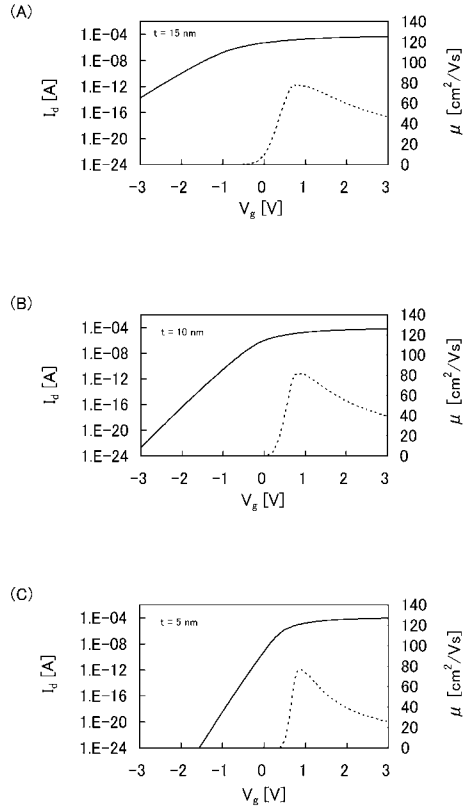 (A)
t = 15 nm
1.E−04
1.E−08
1.E−12
1.E−16
1.E−20
1.E−24
I_d [A]
140
120
100
80
60
40
20
0
μ [cm²/Vs]
−3 −2 −1 0 1 2 3
V_g [V]
(B)
t = 10 nm
1.E−04
1.E−08
1.E−12
1.E−16
1.E−20
1.E−24
I_d [A]
140
120
100
80
60
40
20
0
μ [cm²/Vs]
−3 −2 −1 0 1 2 3
V_g [V]
(C)
t = 5 nm
1.E−04
1.E−08
1.E−12
1.E−16
1.E−20
1.E−24
I_d [A]
140
120
100
80
60
40
20
0
μ [cm²/Vs]
−3 −2 −1 0 1 2 3
V_g [V]